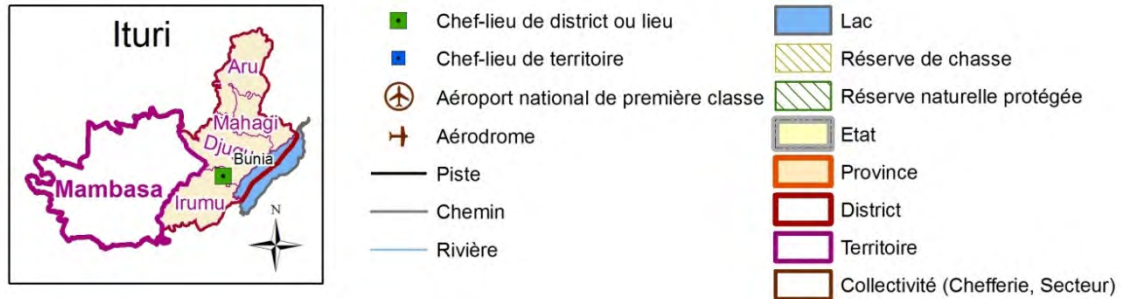 Ituri
Aru
Mahagi
Djugu
Bunia
Mambasa
Irumu
N
Chef-lieu de district ou lieu
Chef-lieu de territoire
Aéroport national de première classe
Aérodrome
Piste
Chemin
Rivière
Lac
Réserve de chasse
Réserve naturelle protégée
Etat
Province
District
Territoire
Collectivité (Chefferie, Secteur)